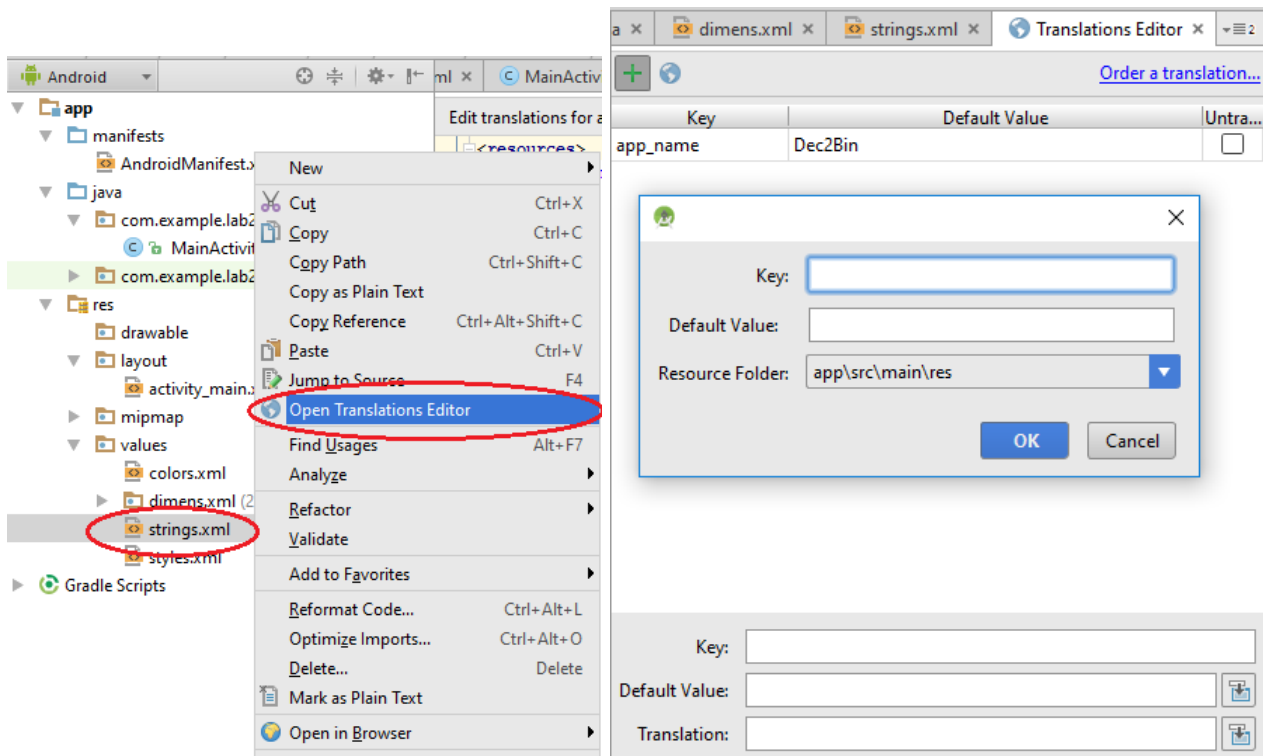 Android
ml
MainActiv
app
manifests
AndroidManifest.x
java
com.example.lab2
MainActivit
com.example.lab2
res
drawable
layout
activity_main.x
mipmap
values
colors.xml
dimens.xml (2
strings.xml
styles.xml
Gradle Scripts
Edit translations for a
<resources>
New
Cut Ctrl+X
Copy Ctrl+C
Copy Path Ctrl+Shift+C
Copy as Plain Text
Copy Reference Ctrl+Alt+Shift+C
Paste Ctrl+V
Jump to Source F4
Open Translations Editor
Find Usages Alt+F7
Analyze
Refactor
Validate
Add to Favorites
Reformat Code... Ctrl+Alt+L
Optimize Imports... Ctrl+Alt+O
Delete... Delete
Mark as Plain Text
Open in Browser
a dimens.xml strings.xml Translations Editor 2
Order a translation...
Key Default Value Untra...
app_name Dec2Bin
Key:
Default Value:
Resource Folder: app\src\main\res
OK Cancel
Key:
Default Value:
Translation: